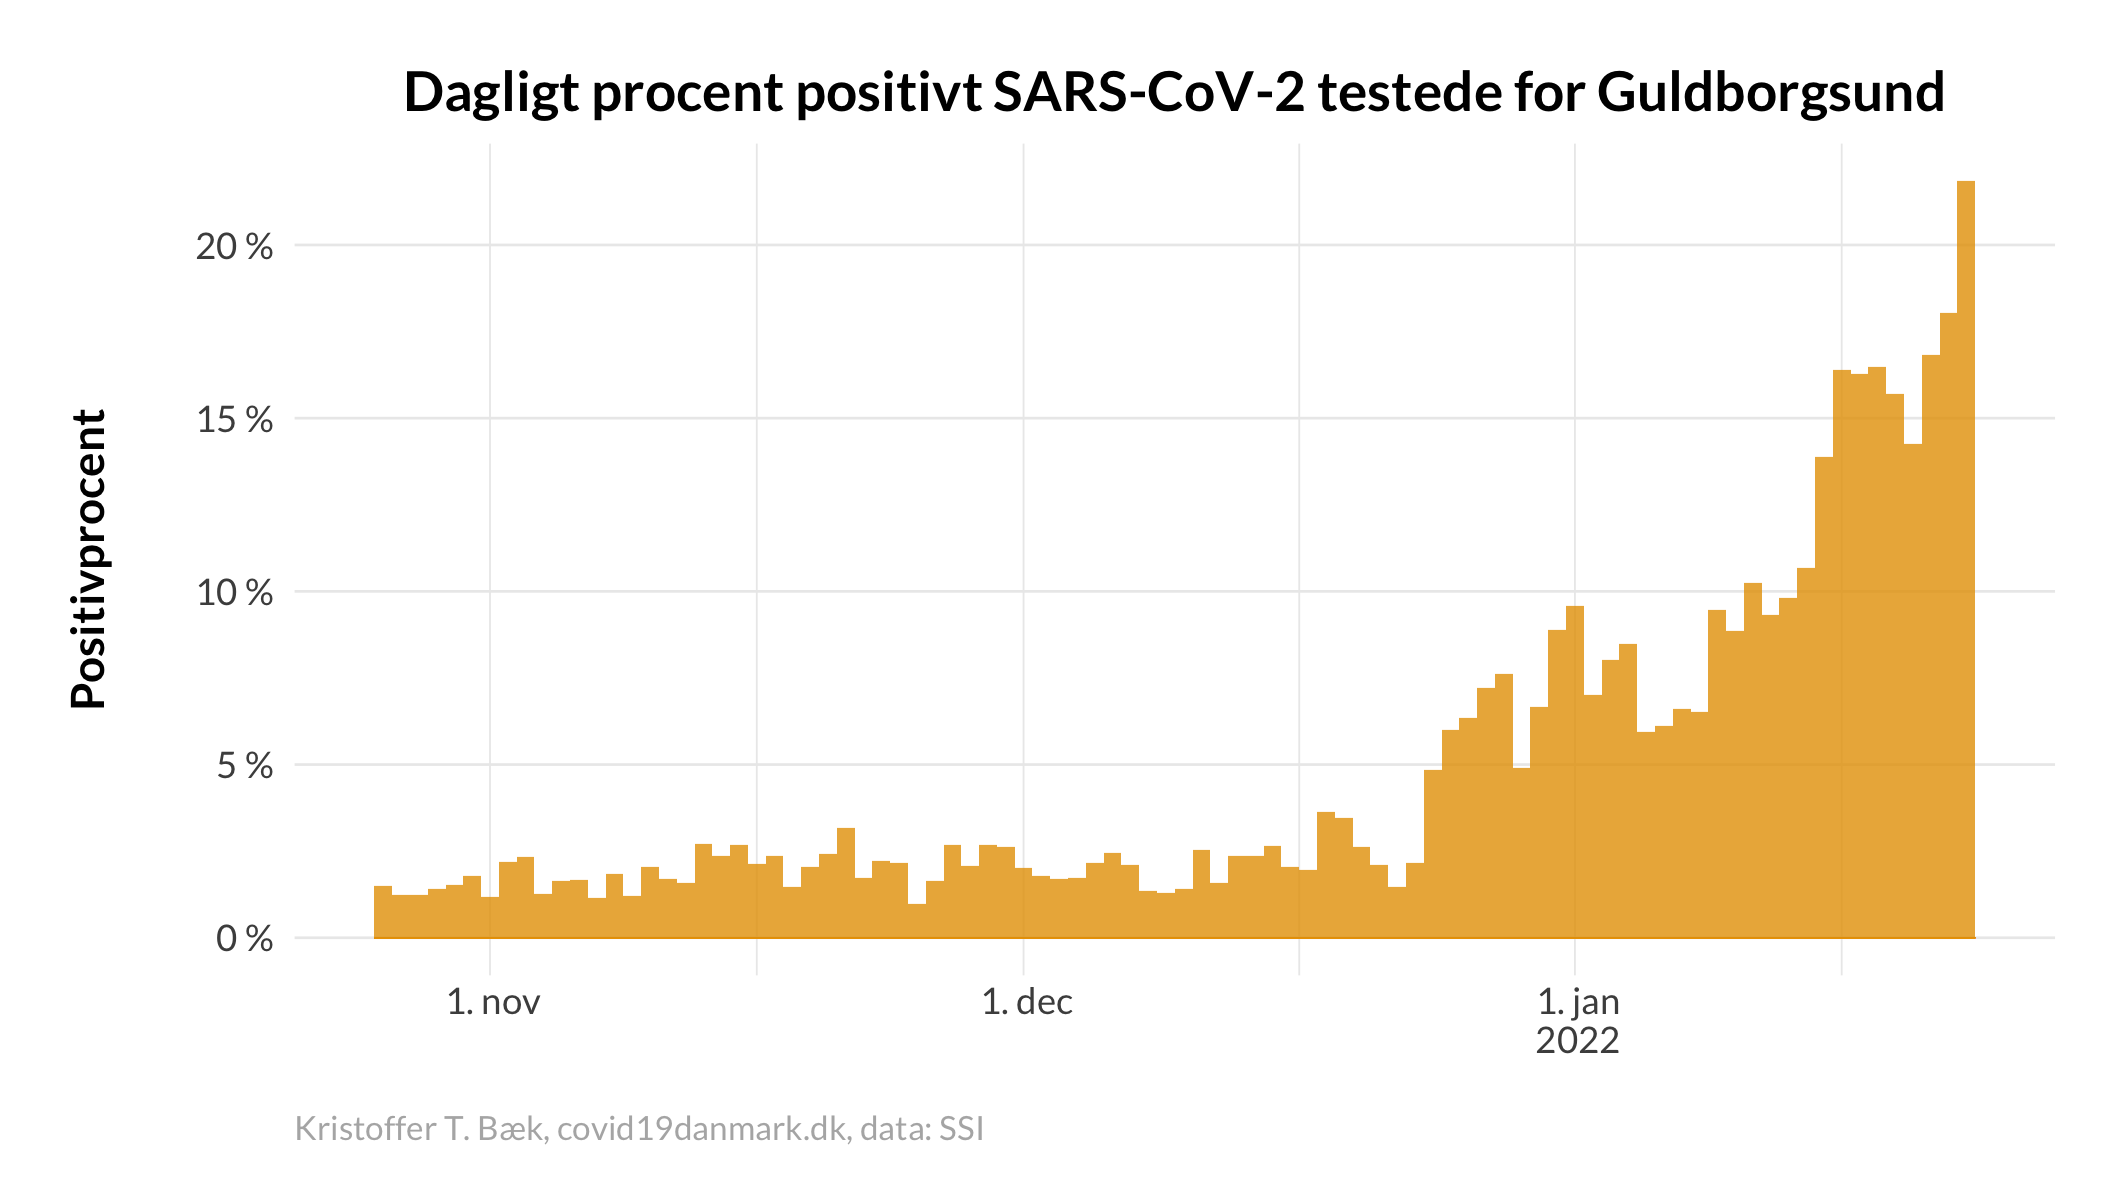 Dagligt procent positivt SARS-CoV-2 testede for Guldborgsund
Positivprocent
20 %
15 %
10 %
5 %
0 %
1. nov
1. dec
1. jan
2022
Kristoffer T. Bæk, covid19danmark.dk, data: SSI